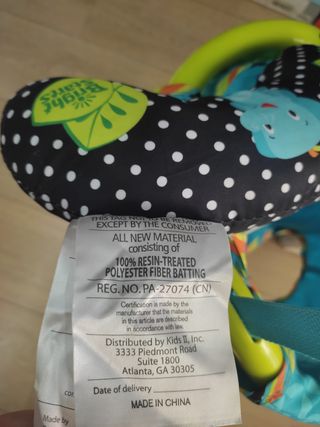 Bright
Starts
THIS TAG NOT TO BE REMOVED
EXCEPT BY THE CONSUMER
ALL NEW MATERIAL
consisting of
100% RESIN-TREATED
POLYESTER FIBER BATTING
REG. NO. PA-27074 (CN)
Certification is made by the
manufacturer that the materials
in this article are described
in accordance with law.
Distributed by Kids II, Inc.
3333 Piedmont Road
Suite 1800
Atlanta, GA 30305
Date of delivery
MADE IN CHINA
Made by